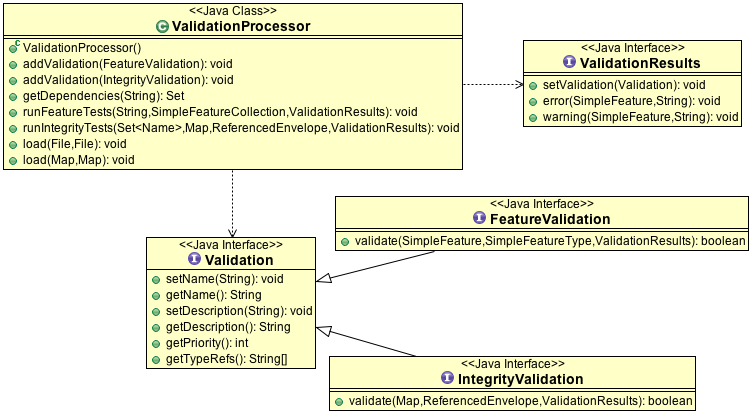 <<Java Class>>
ValidationProcessor
ValidationProcessor()
addValidation(FeatureValidation): void
addValidation(IntegrityValidation): void
getDependencies(String): Set
runFeatureTests(String,SimpleFeatureCollection,ValidationResults): void
runIntegrityTests(Set<Name>,Map,ReferencedEnvelope,ValidationResults): void
load(File,File): void
load(Map,Map): void
<<Java Interface>>
ValidationResults
setValidation(Validation): void
error(SimpleFeature,String): void
warning(SimpleFeature,String): void
<<Java Interface>>
FeatureValidation
validate(SimpleFeature,SimpleFeatureType,ValidationResults): boolean
<<Java Interface>>
Validation
setName(String): void
getName(): String
setDescription(String): void
getDescription(): String
getPriority(): int
getTypeRefs(): String[]
<<Java Interface>>
IntegrityValidation
validate(Map,ReferencedEnvelope,ValidationResults): boolean